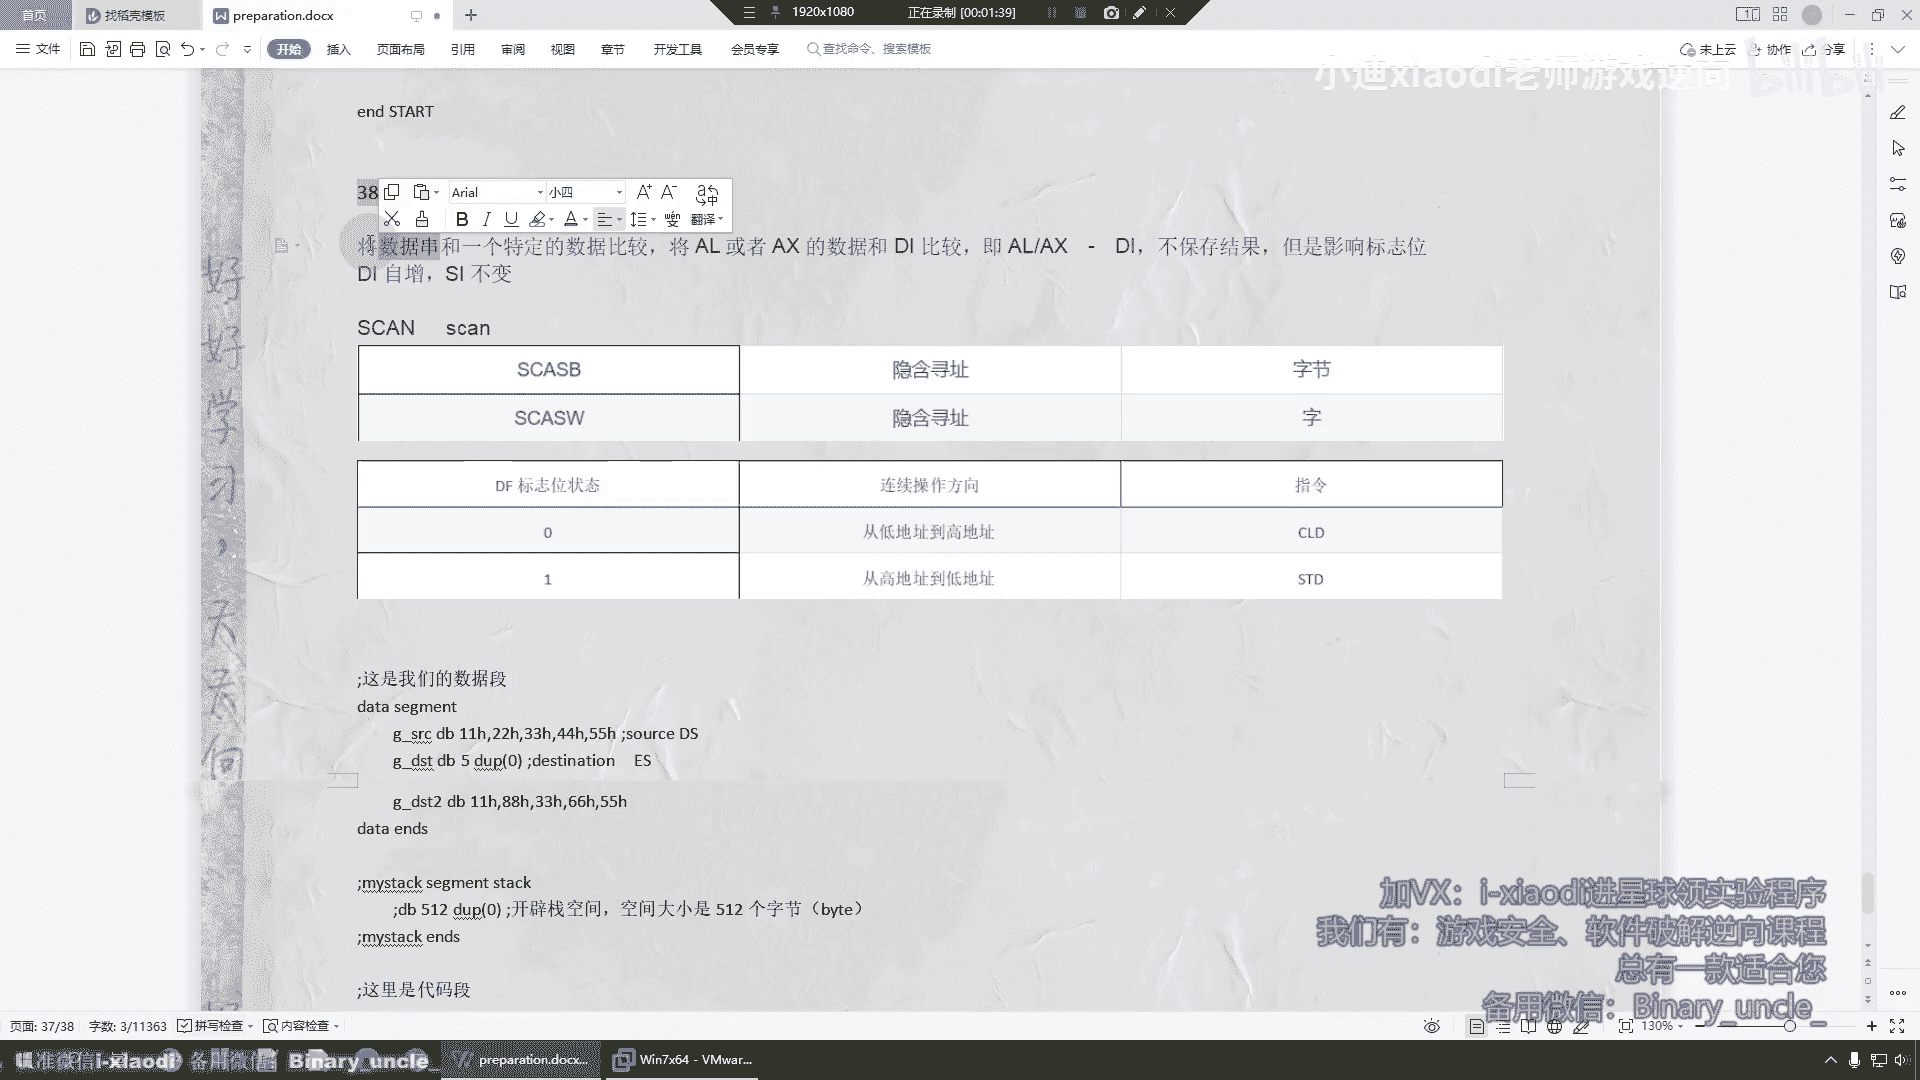 首页
找稻壳模板
preparation.docx
1920x1080
正在录制 [00:01:39]
文件
开始
插入
页面布局
引用
审阅
视图
章节
开发工具
会员专享
查找命令、搜索模板
未上云
协作
分享
小迪xiaodi老师游戏逆向
bilibili
end START
38
Arial
小四
B I U A
翻译
将数据串和一个特定的数据比较，将 AL 或者 AX 的数据和 DI 比较，即 AL/AX - DI，不保存结果，但是影响标志位
DI 自增，SI 不变
SCAN scan
SCASB 隐含寻址 字节
SCASW 隐含寻址 字
DF 标志位状态 连续操作方向 指令
0 从低地址到高地址 CLD
1 从高地址到低地址 STD
;这是我们的数据段
data segment
g_src db 11h,22h,33h,44h,55h ;source DS
g_dst db 5 dup(0) ;destination ES
g_dst2 db 11h,88h,33h,66h,55h
data ends
;mystack segment stack
;db 512 dup(0) ;开辟栈空间，空间大小是 512 个字节（byte）
;mystack ends
;这里是代码段
好好学习，天天向
加VX：i-xiaodi进星球领实验程序
我们有：游戏安全、软件破解逆向课程
总有一款适合您
备用微信：Binary_uncle_
页面: 37/38
字数: 3/11363
拼写检查
内容检查
130%
准微信i-xiaodi 备用微信 Binary_uncle_
preparation.docx...
Win7x64 - VMwar...